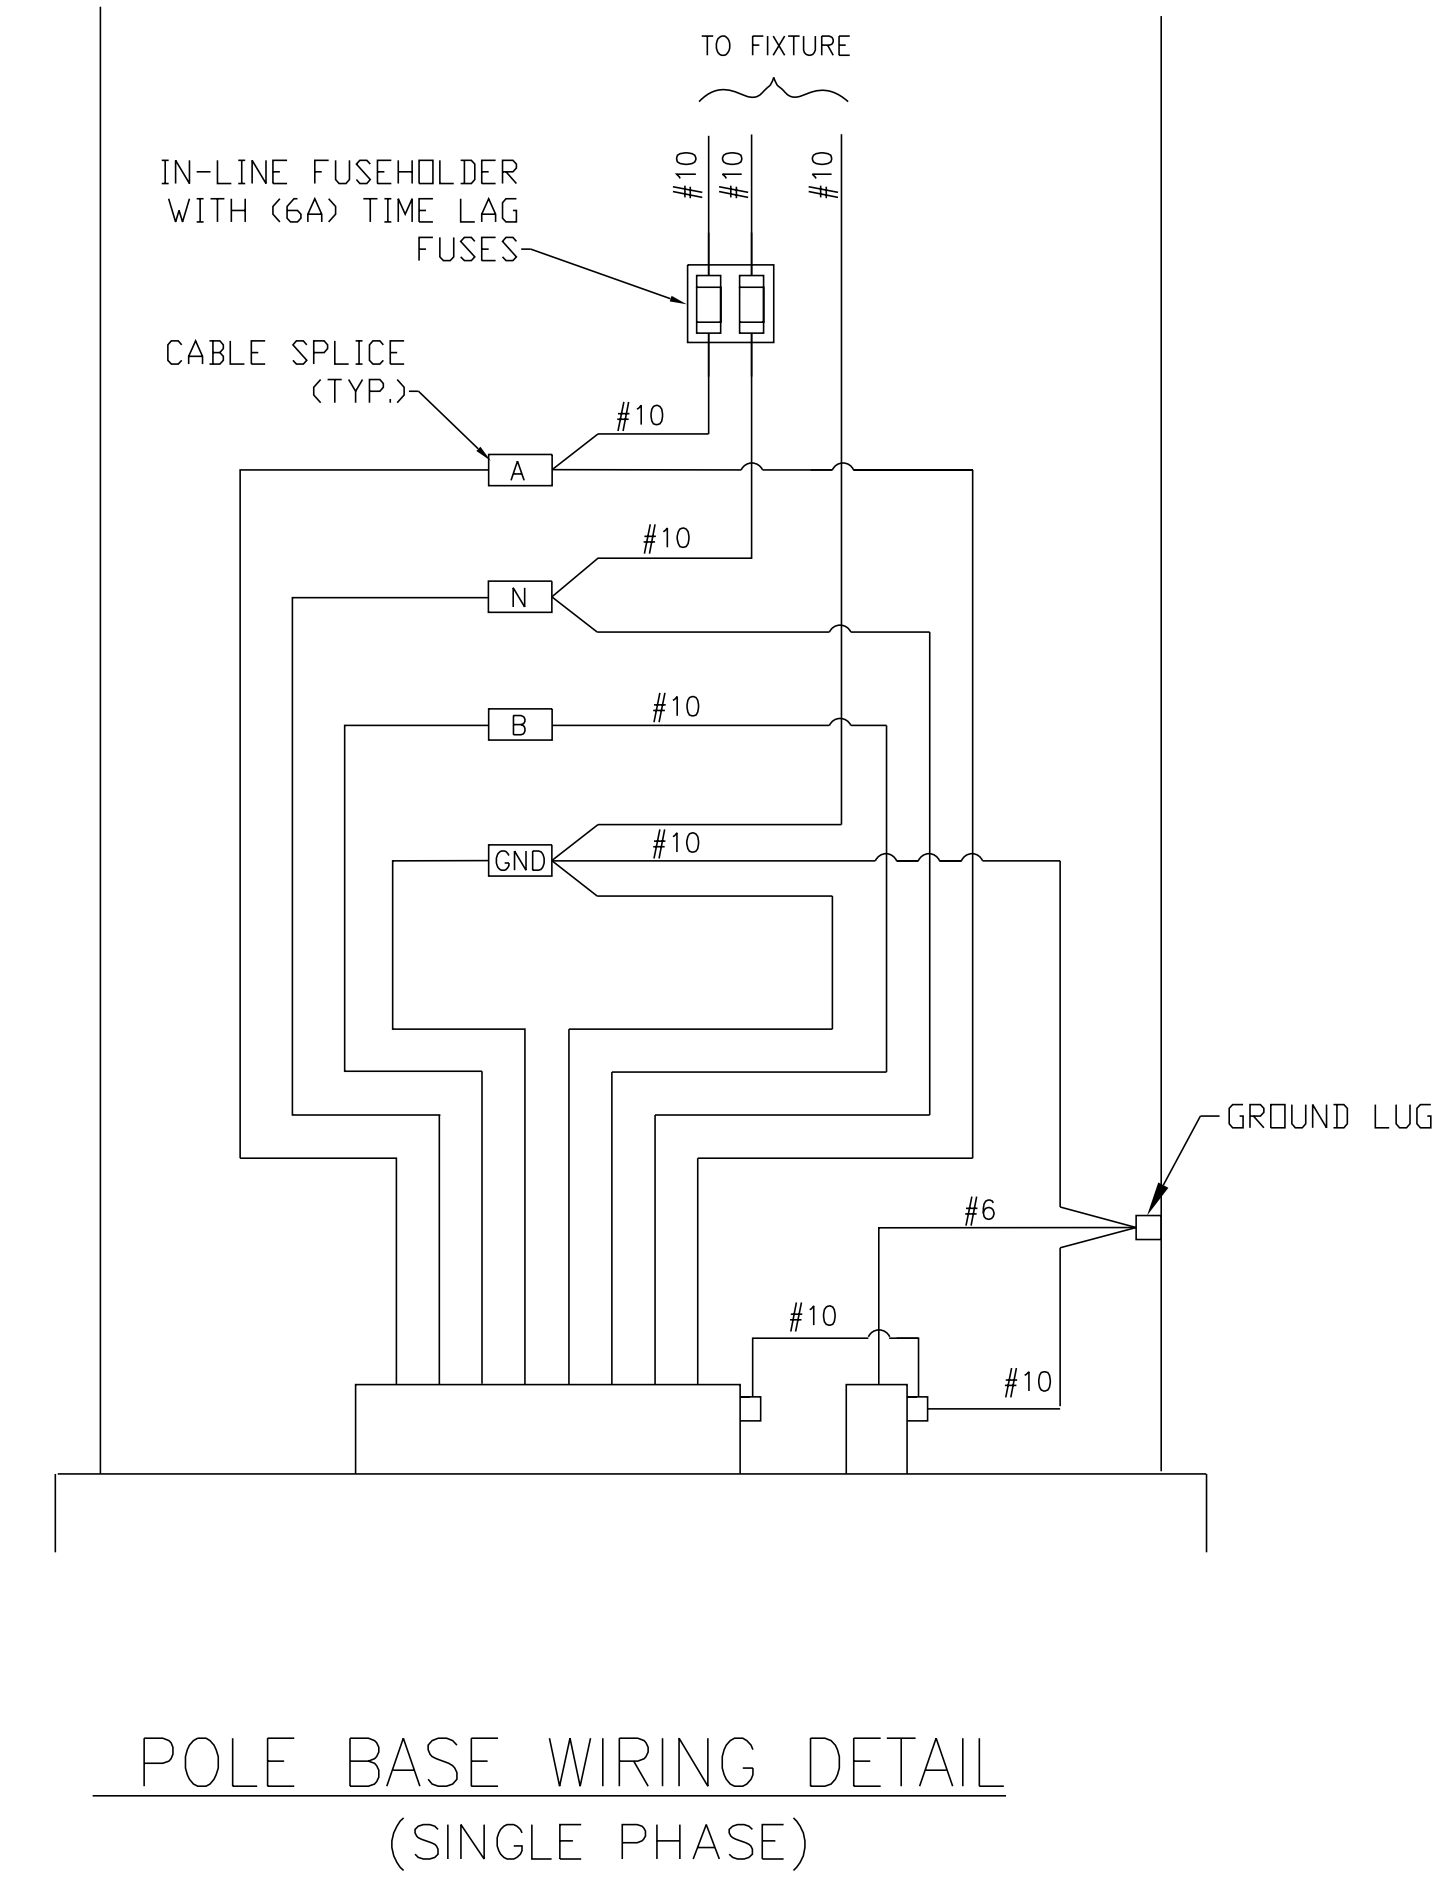 TO FIXTURE
#10
#10
#10
IN-LINE FUSEHOLDER
WITH (6A) TIME LAG
FUSES
CABLE SPLICE
(TYP.)
#10
A
#10
N
#10
B
#10
GND
GROUND LUG
#6
#10
#10
POLE BASE WIRING DETAIL
(SINGLE PHASE)